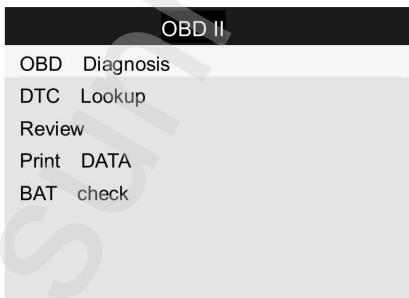 OBD II
OBD Diagnosis
DTC Lookup
Review
Print DATA
BAT check